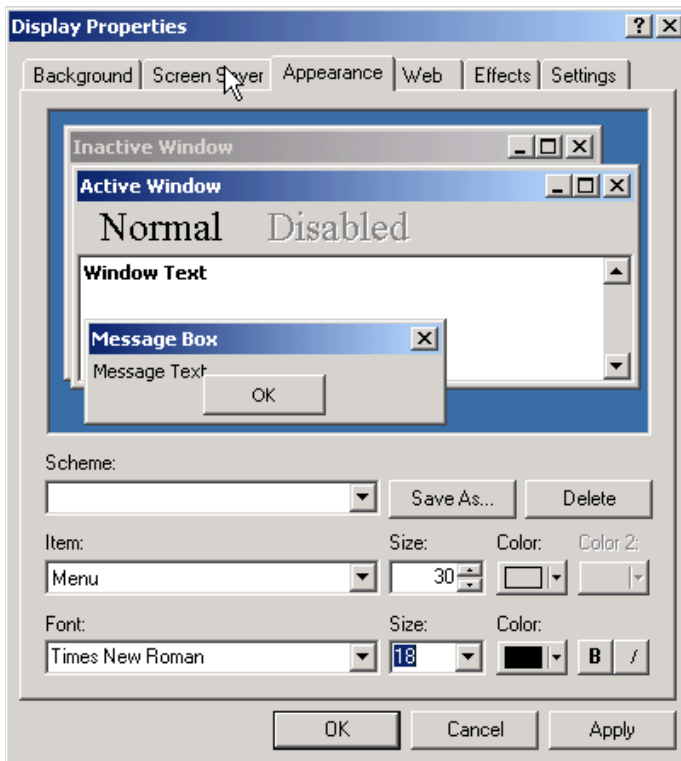 Display Properties
Background Screen Saver Appearance Web Effects Settings
Inactive Window
Active Window
Normal Disabled
Window Text
Message Box
Message Text
OK
Scheme:
Save As... Delete
Item: Size: Color: Color 2:
Menu 30
Font: Size: Color:
Times New Roman 18 B /
OK Cancel Apply